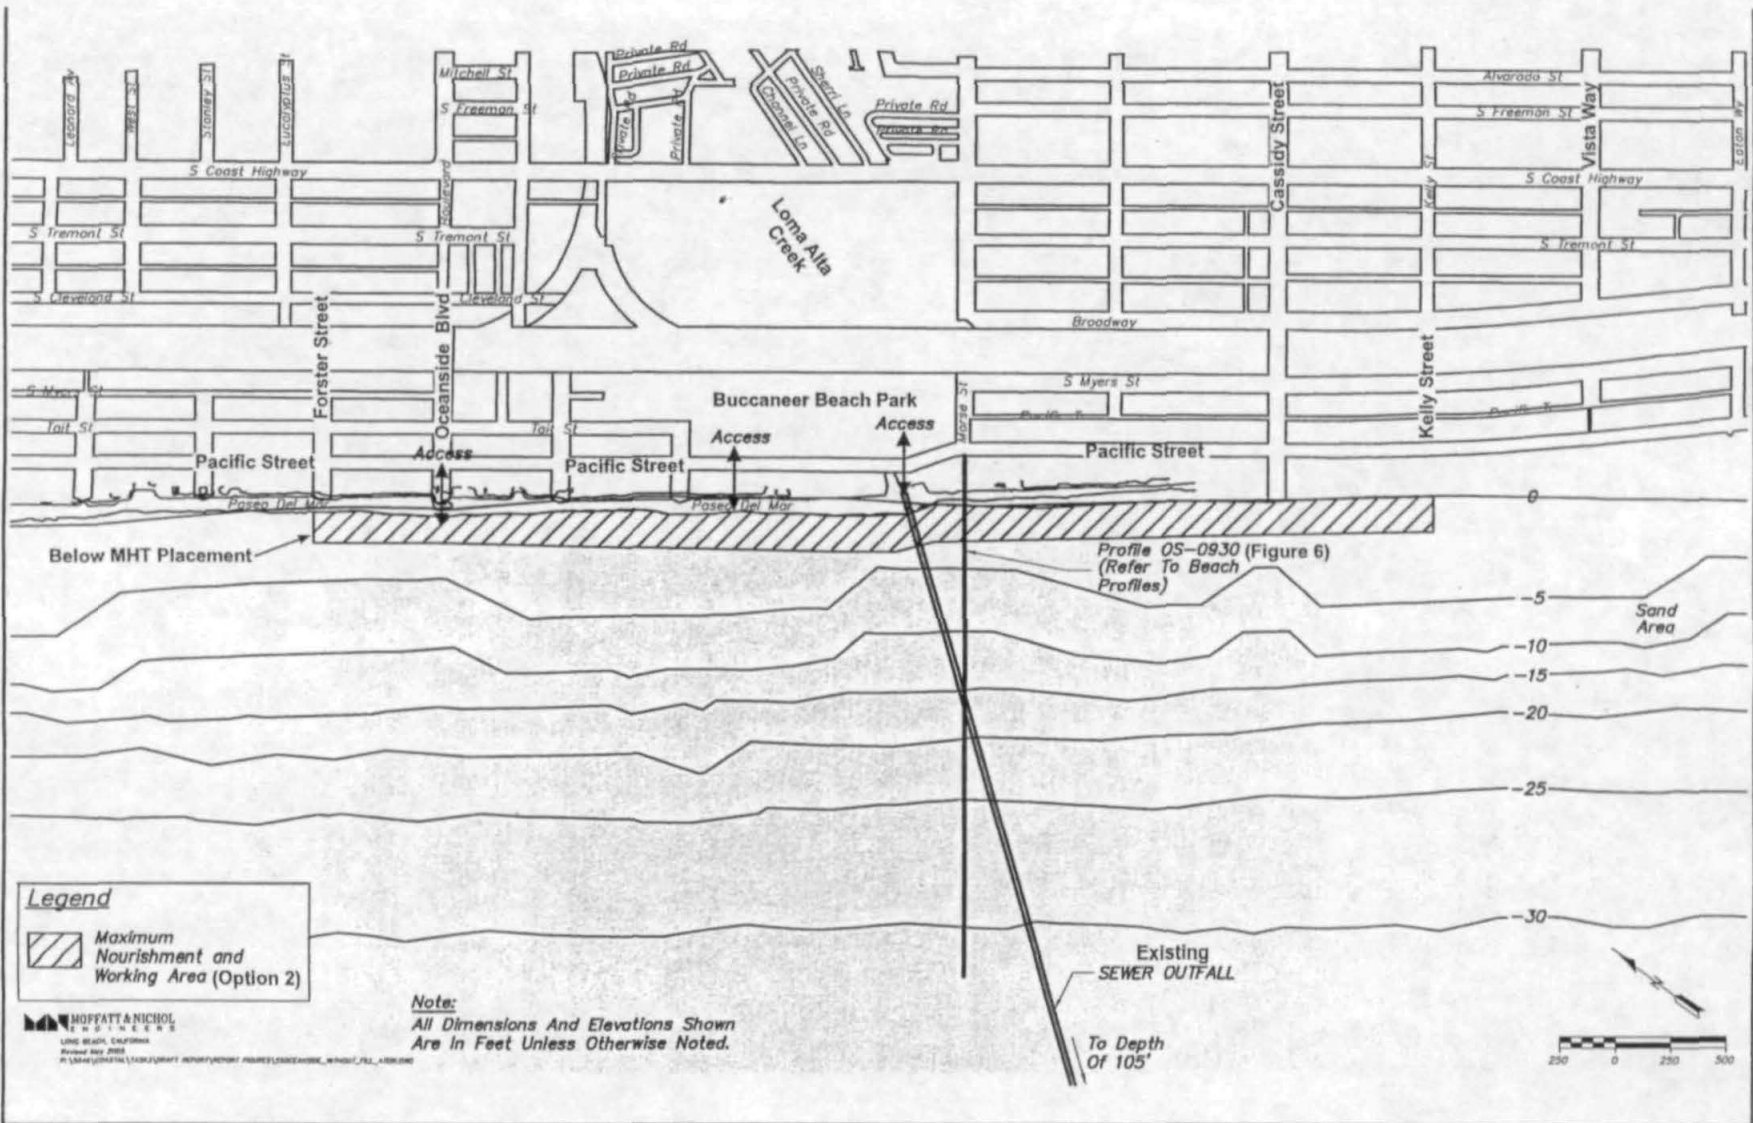 Private Rd
Private Rd
Mitchell St
S Freeman St
Leonard Av
West St
Stanley St
Eucalyptus St
Private Rd
Private Rd
Sherri Ln
Private Rd
Channel Ln
Private Rd
Private Rd
Alvarado St
S Freeman St
Eaton Wy
Cassidy Street
Vista Way
Kelly St
S Coast Highway
Boulevard
S Coast Highway
Loma Alta
Creek
S Tremont St
S Tremont St
S Tremont St
S Cleveland St
Cleveland St
Forster Street
Oceanside Blvd
Broadway
Kelly Street
S Myers St
S Myers St
Morse St
Buccaneer Beach Park
Tait St
Tait St
Access
Access
Access
Pacific Street
Pacific Street
Pacific Street
Paseo Del Mar
Paseo Del Mar
0
Below MHT Placement
Profile OS-0930 (Figure 6)
(Refer To Beach
Profiles)
-5
Sand
Area
-10
-15
-20
-25
-30
Legend
Maximum
Nourishment and
Working Area (Option 2)
Existing
SEWER OUTFALL
N
Note:
All Dimensions And Elevations Shown
Are In Feet Unless Otherwise Noted.
MOFFATT & NICHOL
ENGINEERS
LONG BEACH, CALIFORNIA
To Depth
Of 105'
250 0 250 500